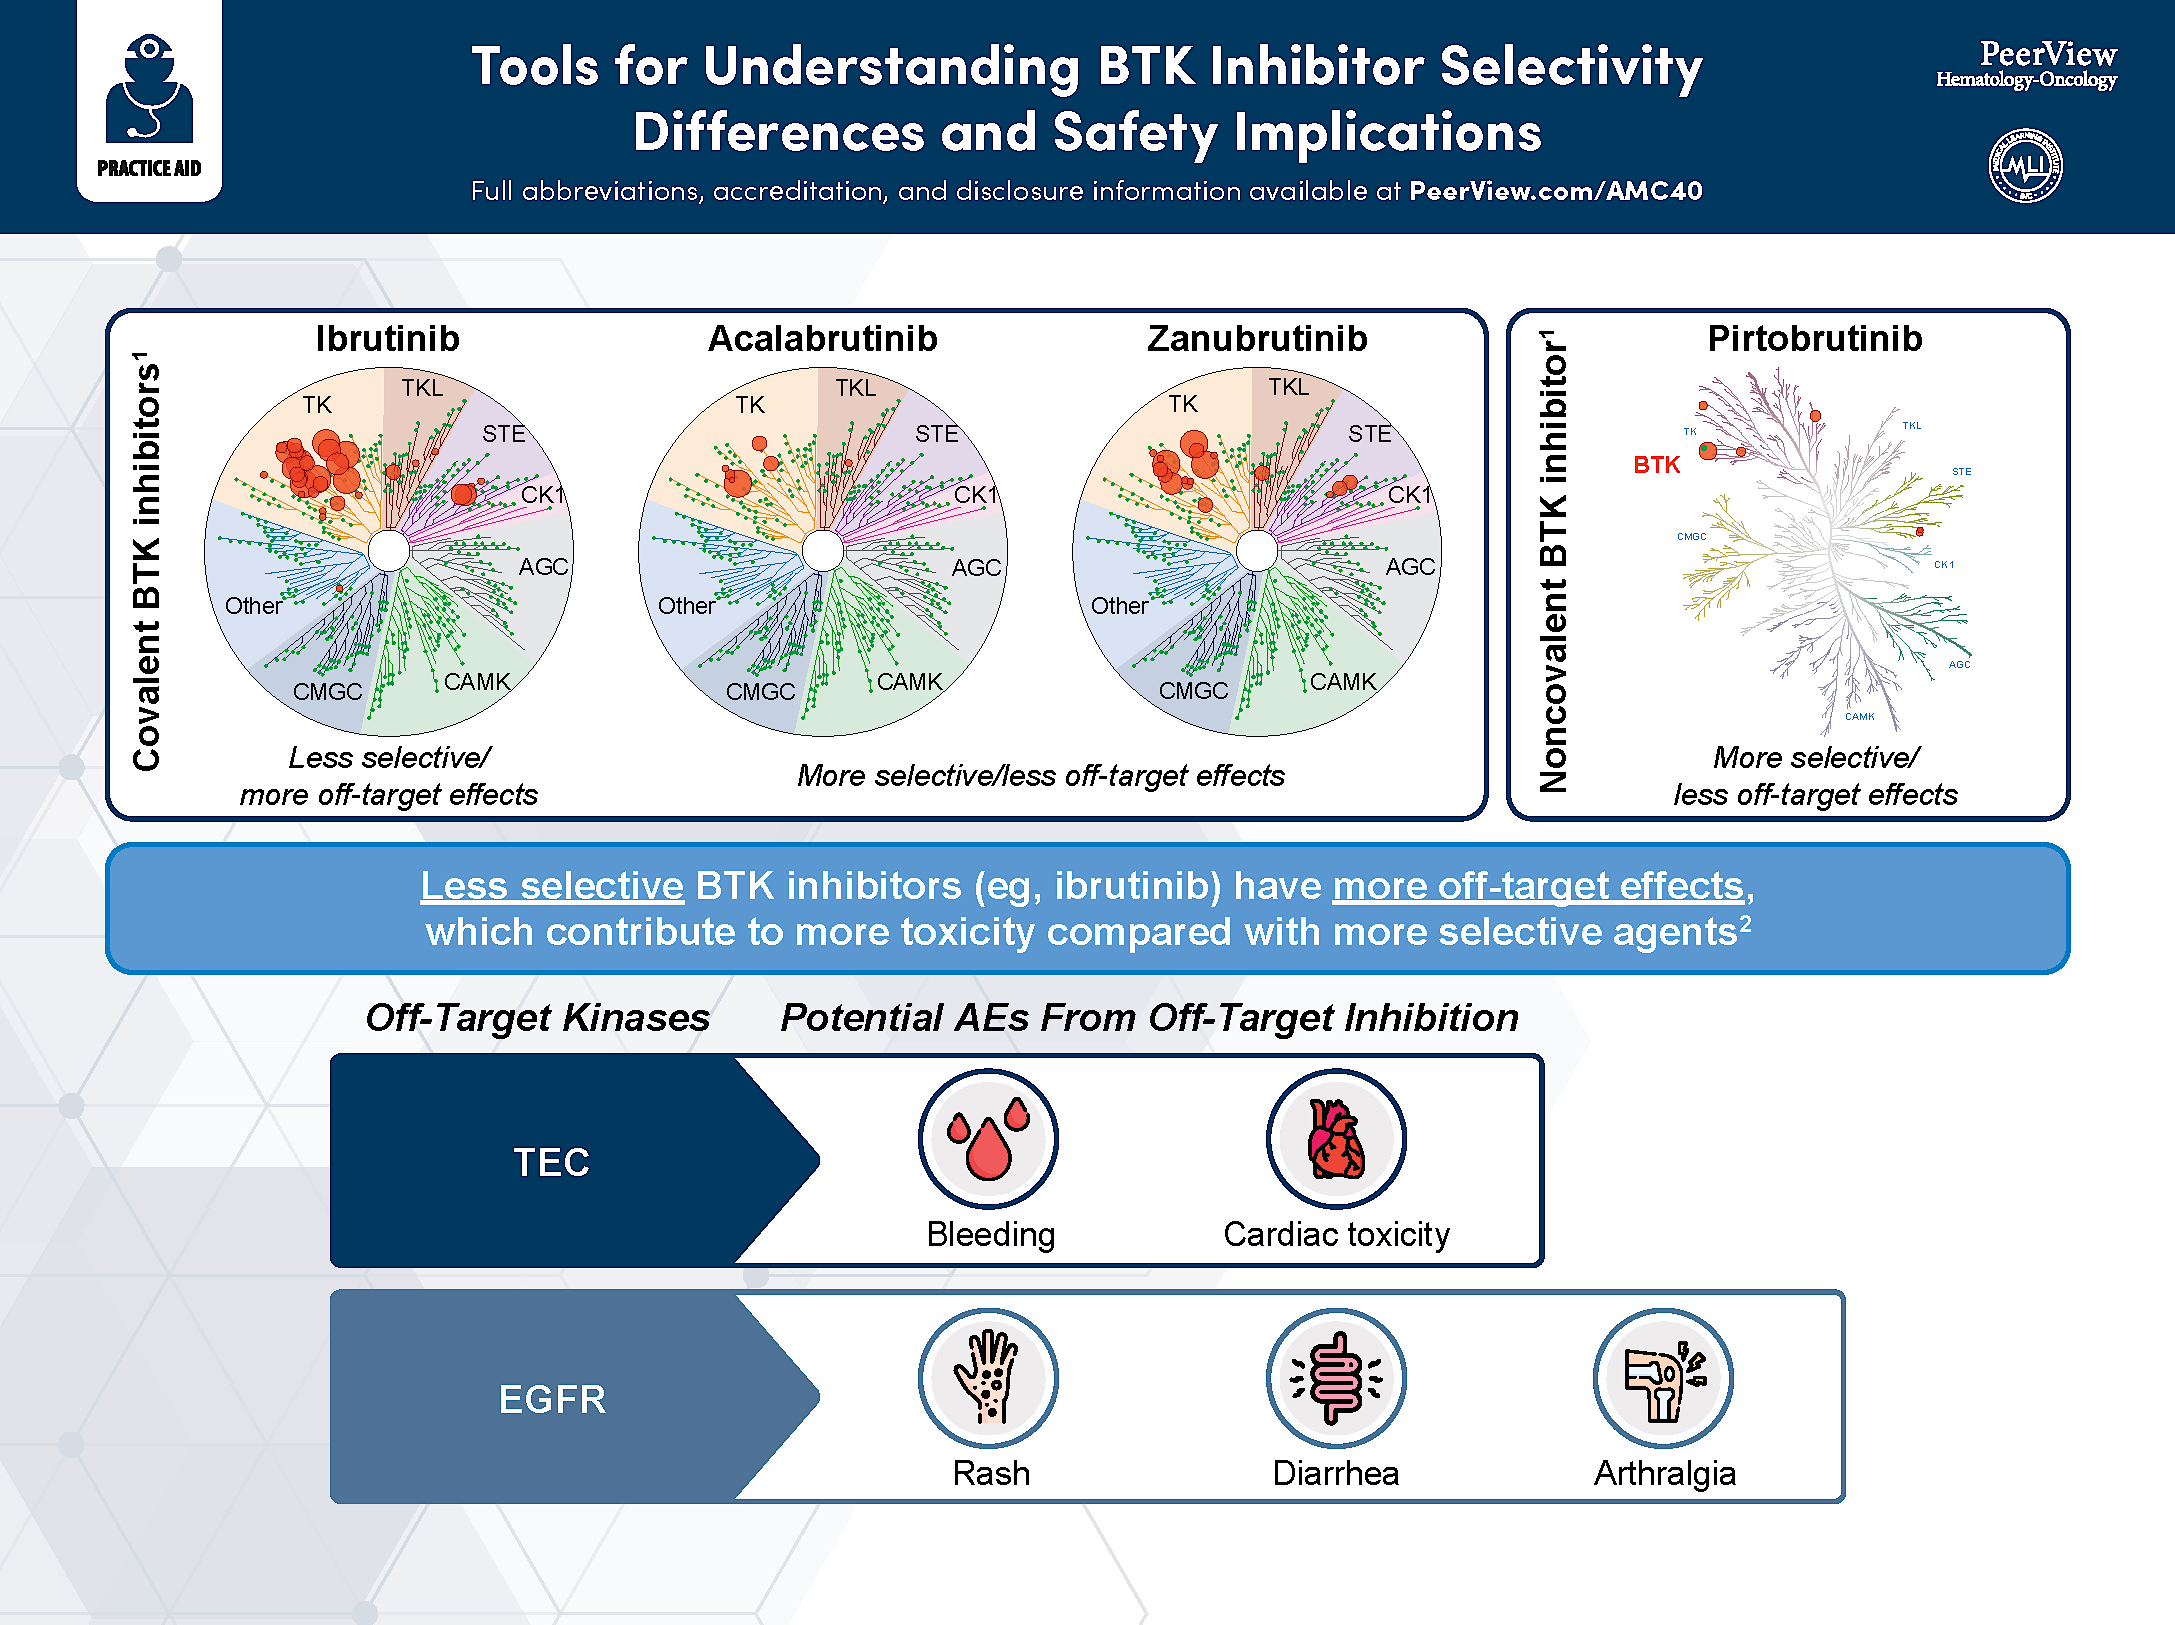 PRACTICE AID
Tools for Understanding BTK Inhibitor Selectivity
Differences and Safety Implications
Full abbreviations, accreditation, and disclosure information available at PeerView.com/AMC40
PeerView
Hematology-Oncology
MEDICAL LEARNING INSTITUTE
MLI
INC
Covalent BTK inhibitors1
Ibrutinib
TK
TKL
STE
CK1
AGC
CAMK
CMGC
Other
Less selective/
more off-target effects
Acalabrutinib
TK
TKL
STE
CK1
AGC
CAMK
CMGC
Other
Zanubrutinib
TK
TKL
STE
CK1
AGC
CAMK
CMGC
Other
More selective/less off-target effects
Noncovalent BTK inhibitor1
Pirtobrutinib
TK
TKL
BTK
STE
CMGC
CK1
AGC
CAMK
More selective/
less off-target effects
Less selective BTK inhibitors (eg, ibrutinib) have more off-target effects,
which contribute to more toxicity compared with more selective agents2
Off-Target Kinases
Potential AEs From Off-Target Inhibition
TEC
Bleeding
Cardiac toxicity
EGFR
Rash
Diarrhea
Arthralgia